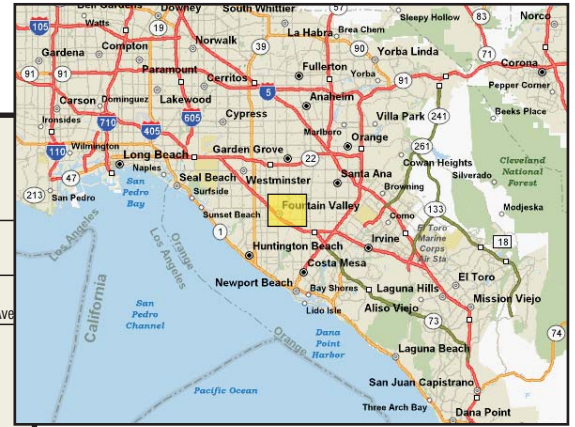 Bell Gardens
Downy
South Whittier
57
Sleepy Hollow
83
Norco
105
Watts
19
La Habra
Brea Chem
Gardena
Compton
Norwalk
39
90
Yorba Linda
71
Corona
91
91
Paramount
Cerritos
Fullerton
Yorba
91
Pepper Corner
5
Anaheim
Carson
Dominguez
Lakewood
Beeks Place
Ironsides
710
605
Cypress
Villa Park
241
405
Marlboro
Orange
110
Wilmington
Long Beach
Garden Grove
22
261
Cowan Heights
Cleveland
National
Forest
47
Naples
Seal Beach
Westminster
Santa Ana
Silverado
213
San Pedro
San
Pedro
Bay
Surfside
Browning
Sunset Beach
Fountain Valley
Como
133
Modjeska
Los Angeles
Orange
Los Angeles
1
Huntington Beach
Irvine
El Toro
Marine
Corps
Air Sta
18
Costa Mesa
California
Newport Beach
Bay Shores
Laguna Hills
El Toro
Mission Viejo
Ave
San
Pedro
Channel
Lido Isle
Aliso Viejo
73
74
Orange
Dana
Point
Harbor
Laguna Beach
Pacific Ocean
San Juan Capistrano
Three Arch Bay
Dana Point